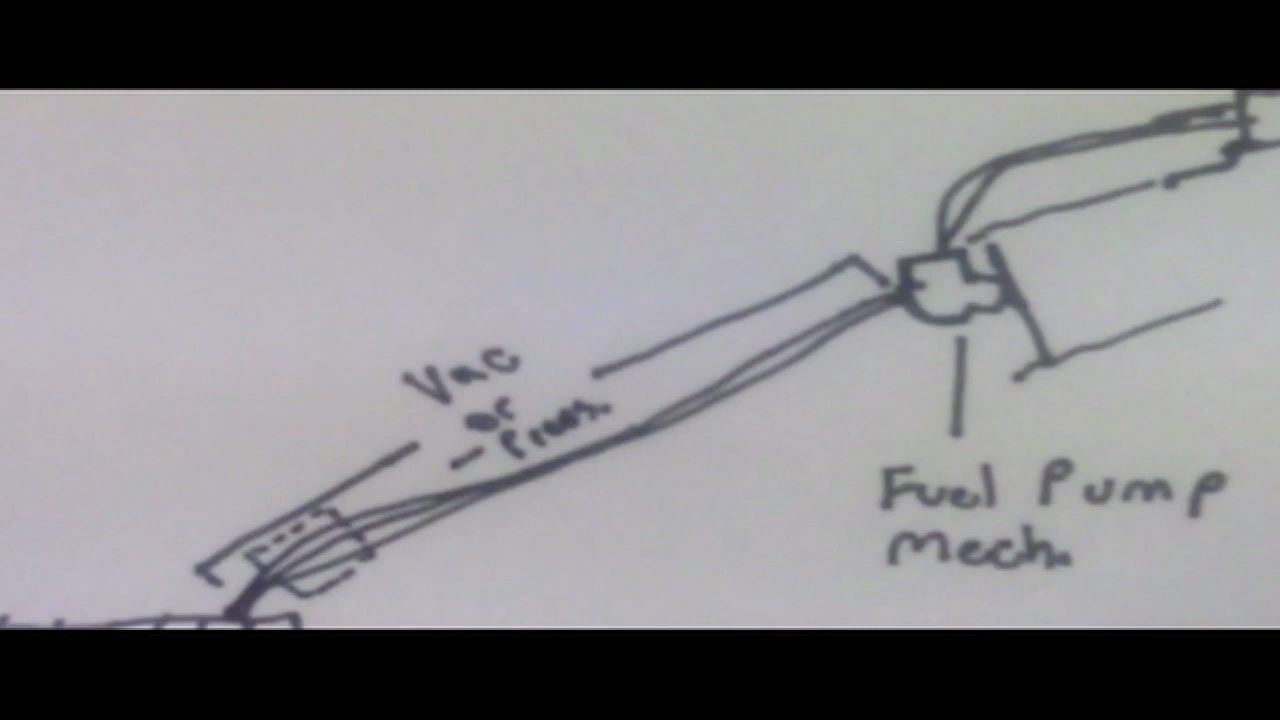 Vac
or
Press.
Fuel Pump
Mech.